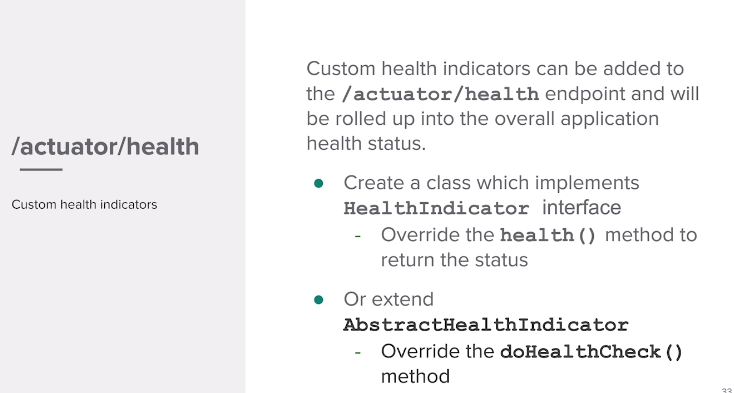 /actuator/health
Custom health indicators
Custom health indicators can be added to
the /actuator/health endpoint and will
be rolled up into the overall application
health status.
● Create a class which implements
HealthIndicator interface
- Override the health() method to
return the status
● Or extend
AbstractHealthIndicator
- Override the doHealthCheck()
method
33